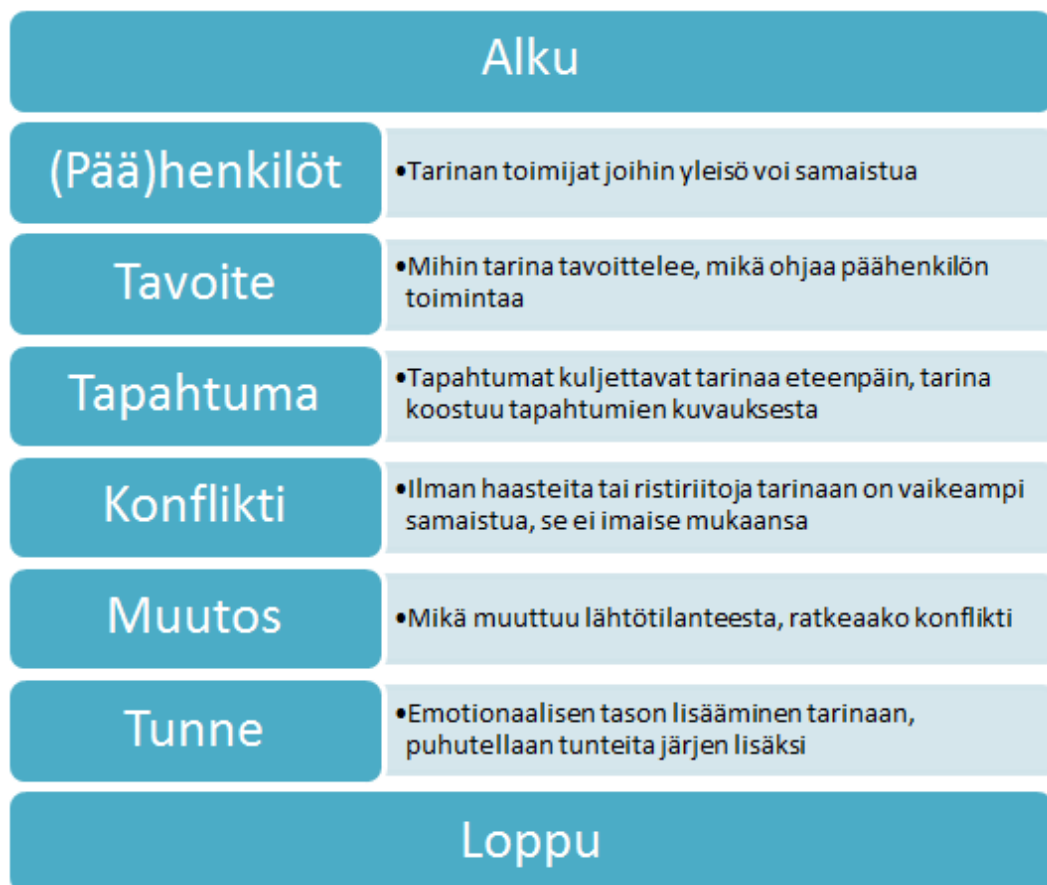 Alku
(Pää)henkilöt
•Tarinan toimijat joihin yleisö voi samaistua
Tavoite
•Mihin tarina tavoittelee, mikä ohjaa päähenkilön
toimintaa
Tapahtuma
•Tapahtumat kuljettavat tarinaa eteenpäin, tarina
koostuu tapahtumien kuvauksesta
Konflikti
•Ilman haasteita tai ristiriitoja tarinaan on vaikeampi
samaistua, se ei imaise mukaansa
Muutos
•Mikä muuttuu lähtötilanteesta, ratkeaako konflikti
Tunne
•Emotionaalisen tason lisääminen tarinaan,
puhutellaan tunteita järjen lisäksi
Loppu